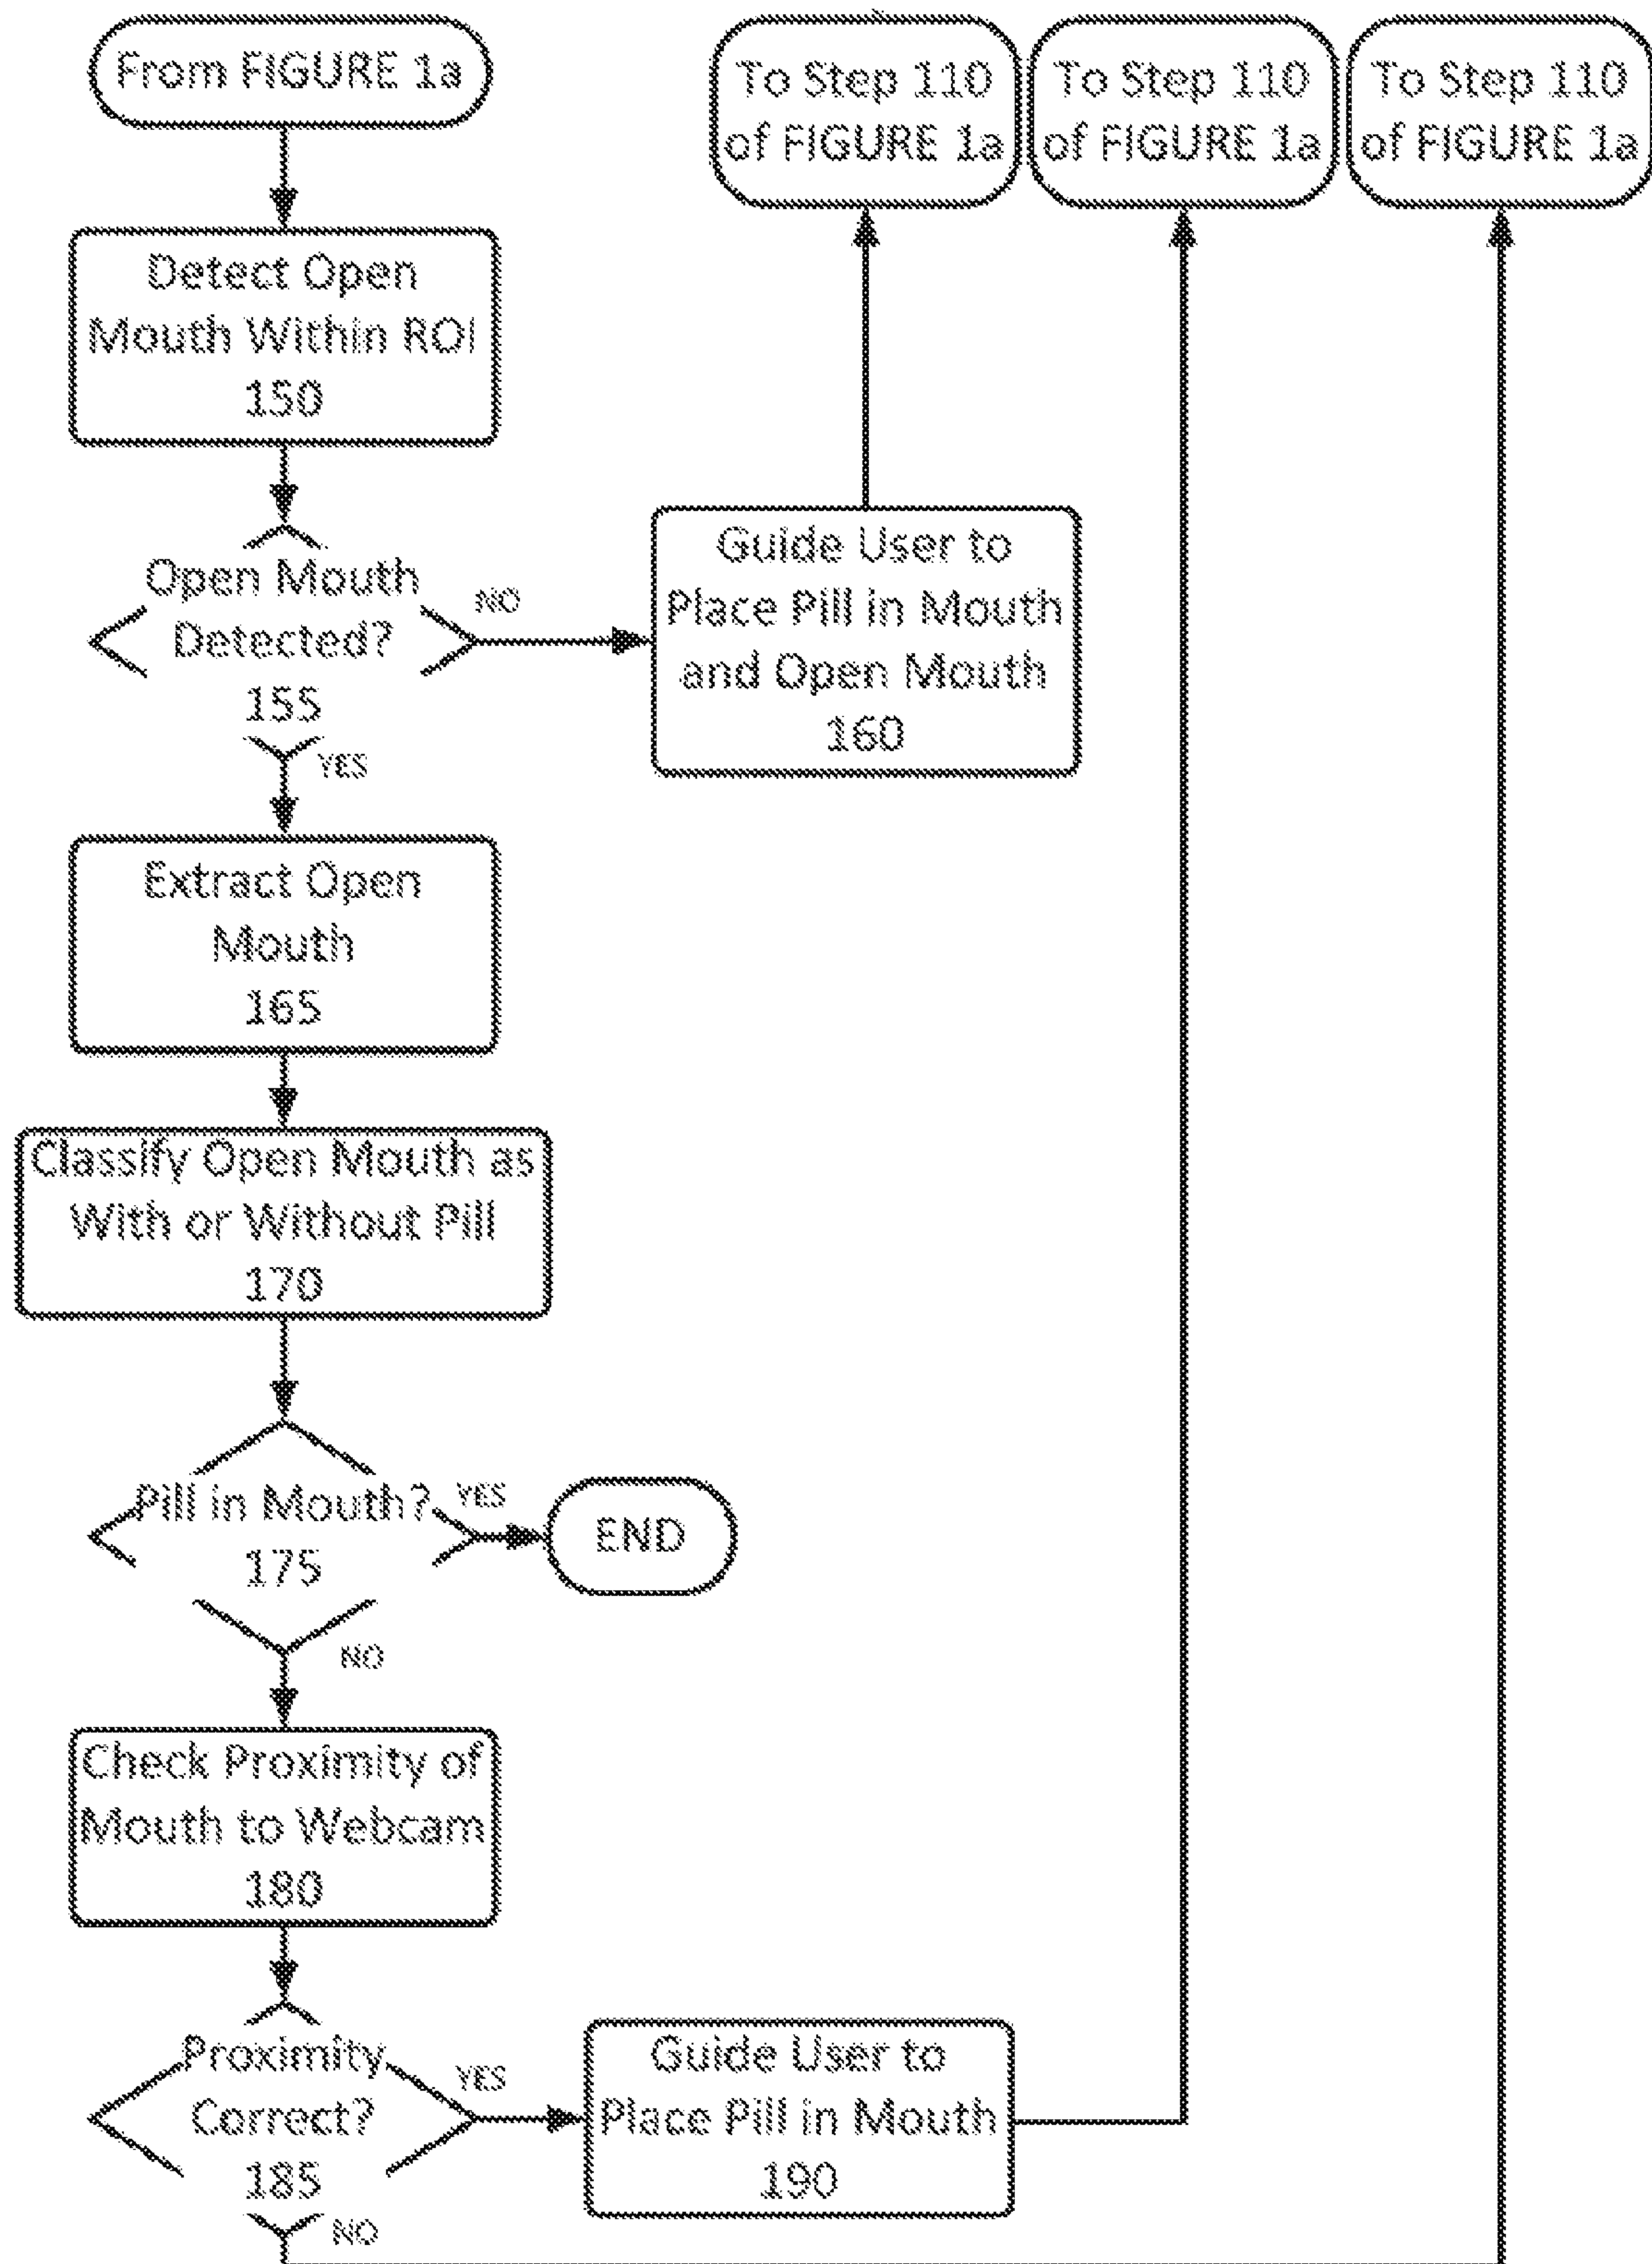 From FIGURE 1a
To Step 110
of FIGURE 1a
To Step 110
of FIGURE 1a
To Step 110
of FIGURE 1a
Detect Open
Mouth Within ROI
150
Open Mouth
Detected?
155
NO
YES
Guide User to
Place Pill in Mouth
and Open Mouth
160
Extract Open
Mouth
165
Classify Open Mouth as
With or Without Pill
170
Pill in Mouth?
175
YES
END
NO
Check Proximity of
Mouth to Webcam
180
Proximity
Correct?
185
YES
Guide User to
Place Pill in Mouth
190
NO